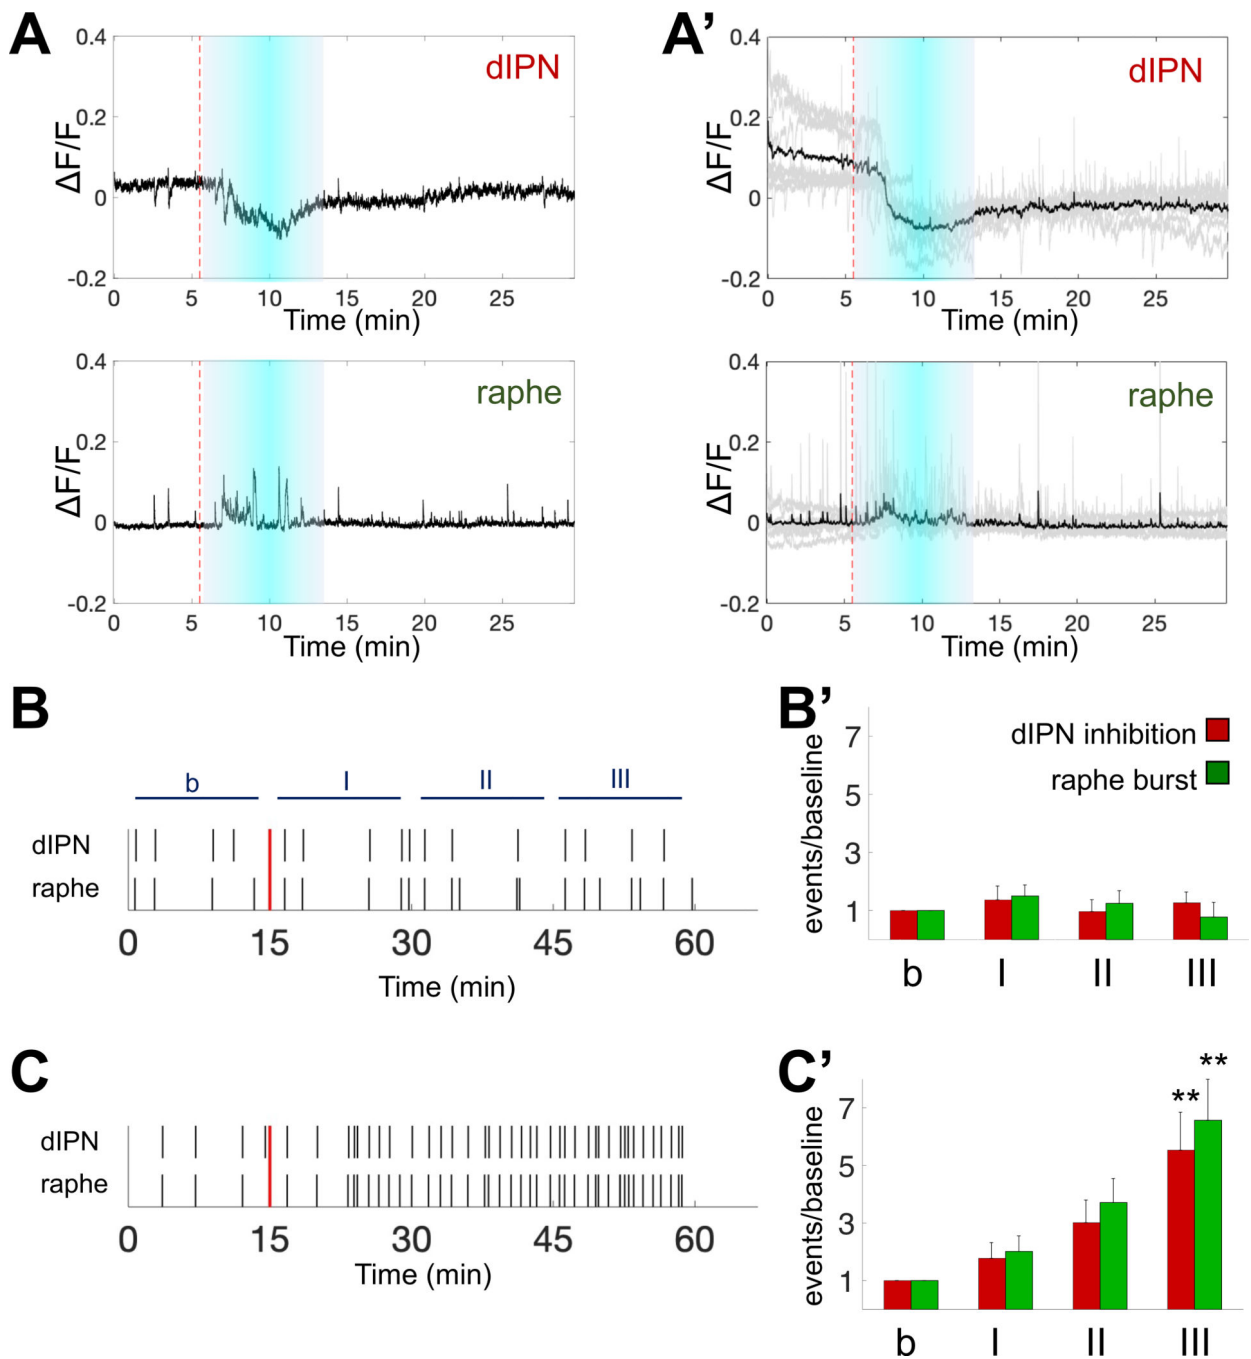 A
0.4
0.2
0
-0.2
ΔF/F
dIPN
0 5 10 15 20 25
Time (min)
A'
0.4
0.2
0
-0.2
ΔF/F
dIPN
0 5 10 15 20 25
Time (min)
0.4
0.2
0
-0.2
ΔF/F
raphe
0 5 10 15 20 25
Time (min)
0.4
0.2
0
-0.2
ΔF/F
raphe
0 5 10 15 20 25
Time (min)
B
b I II III
dIPN
raphe
0 15 30 45 60
Time (min)
B'
events/baseline
7
5
3
1
dIPN inhibition
raphe burst
b I II III
C
dIPN
raphe
0 15 30 45 60
Time (min)
C'
events/baseline
7
5
3
1
** **
b I II III